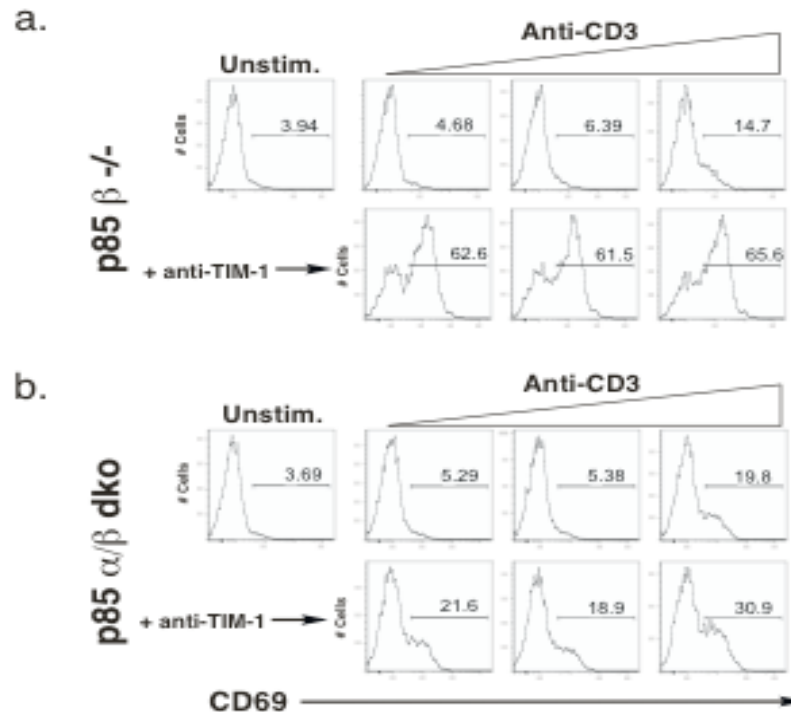 a.
Anti-CD3
Unstim.
# Cells
3.94
4.68
6.39
14.7
p85 β -/-
+ anti-TIM-1
# Cells
62.6
61.5
65.6
b.
Anti-CD3
Unstim.
# Cells
3.69
5.29
5.38
19.8
p85 α/β dko
+ anti-TIM-1
# Cells
21.6
18.9
30.9
CD69